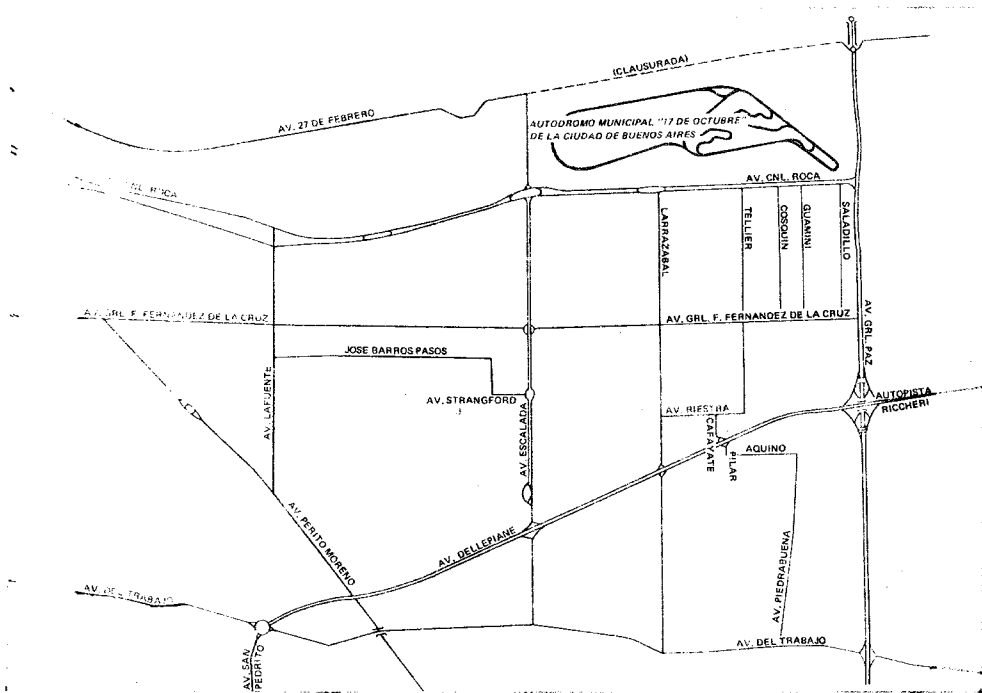 (CLAUSURADA)
AV. 27 DE FEBRERO
AUTODROMO MUNICIPAL "17 DE OCTUBRE"
DE LA CIUDAD DE BUENOS AIRES
AV. CNL. ROCA
ROCA
LARRAZABAL
TELLIER
COSQUIN
GUAMINI
SALADILLO
AV. GRL. F. FERNANDEZ DE LA CRUZ
AV. GRL. F. FERNANDEZ DE LA CRUZ
AV. GRL. PAZ
JOSE BARROS PASOS
AV. LAFUENTE
AV. STRANGFORD
AV. ESCALADA
AV. RIESTRA
CAFAYATE
PILAR
AQUINO
AUTOPISTA
RICCHERI
AV. PERITO MORENO
AV. DELLEPIANE
AV. PIEDRABUENA
AV. DEL TRABAJO
AV. DEL TRABAJO
AV. SAN
PEDRITO